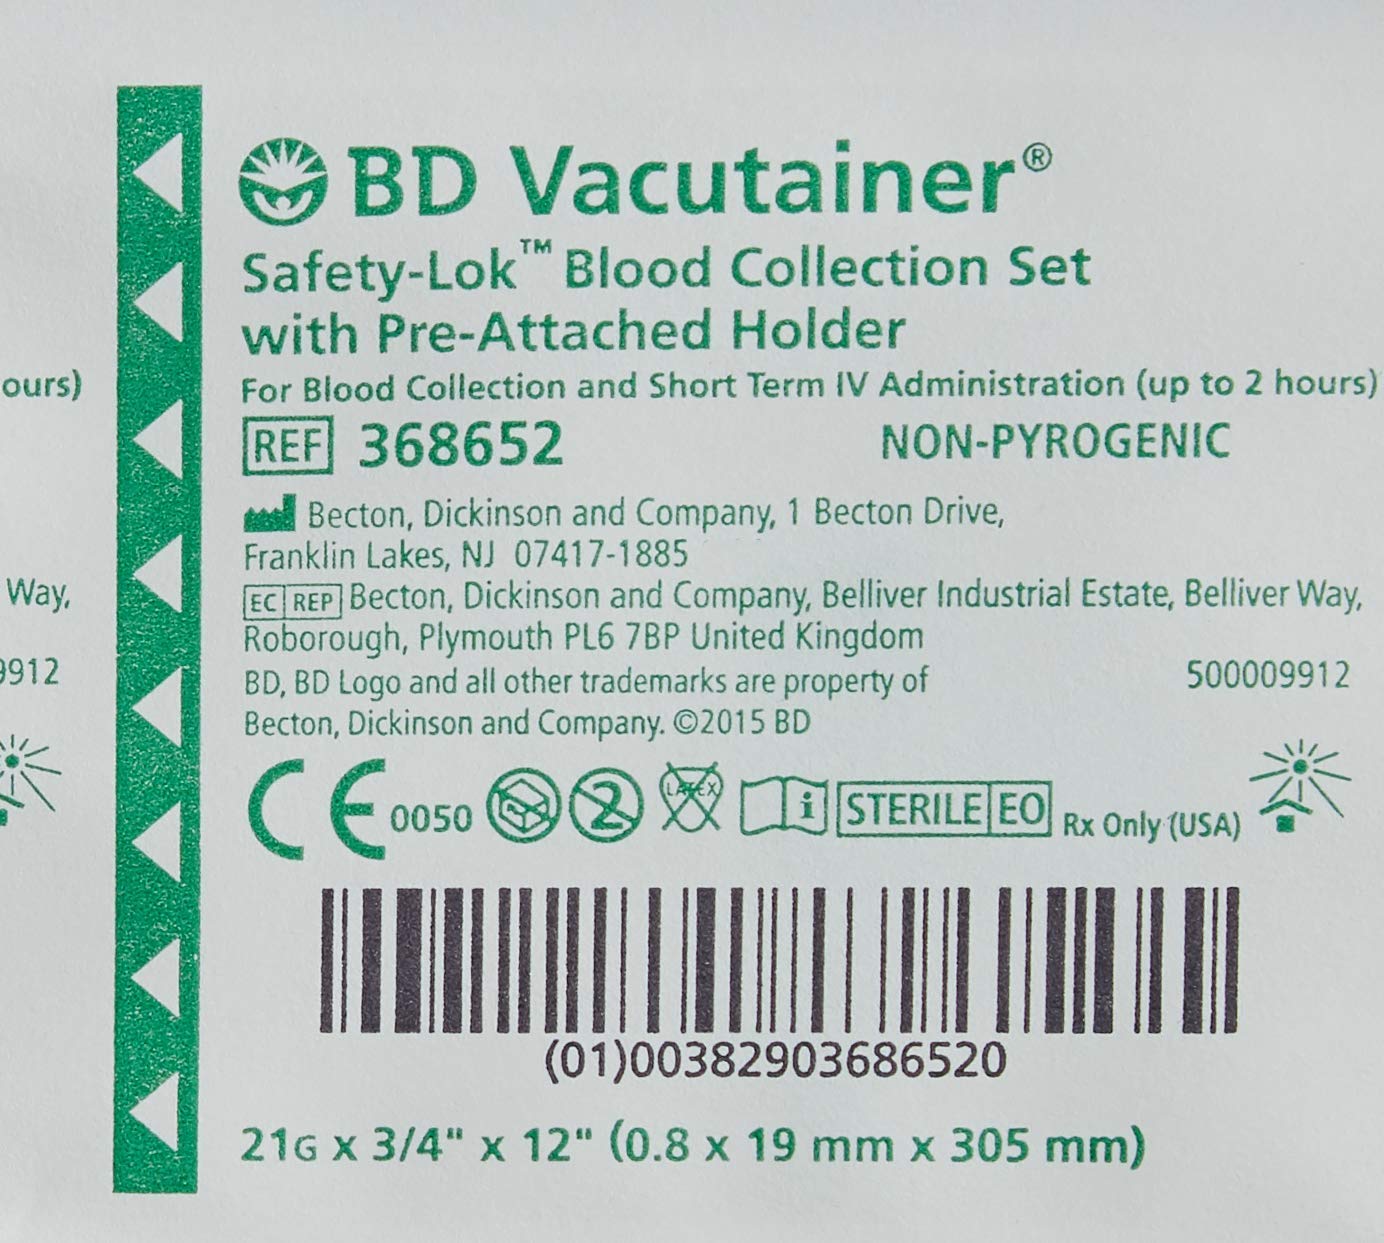 BD Vacutainer®
Safety-Lok™ Blood Collection Set
with Pre-Attached Holder
For Blood Collection and Short Term IV Administration (up to 2 hours)
REF 368652 NON-PYROGENIC
Becton, Dickinson and Company, 1 Becton Drive,
Franklin Lakes, NJ 07417-1885
EC REP Becton, Dickinson and Company, Belliver Industrial Estate, Belliver Way,
Roborough, Plymouth PL6 7BP United Kingdom
BD, BD Logo and all other trademarks are property of 500009912
Becton, Dickinson and Company. ©2015 BD
CE 0050 2 LATEX i STERILE EO Rx Only (USA)
(01)00382903686520
21G x 3/4" x 12" (0.8 x 19 mm x 305 mm)
ours)
Way,
9912